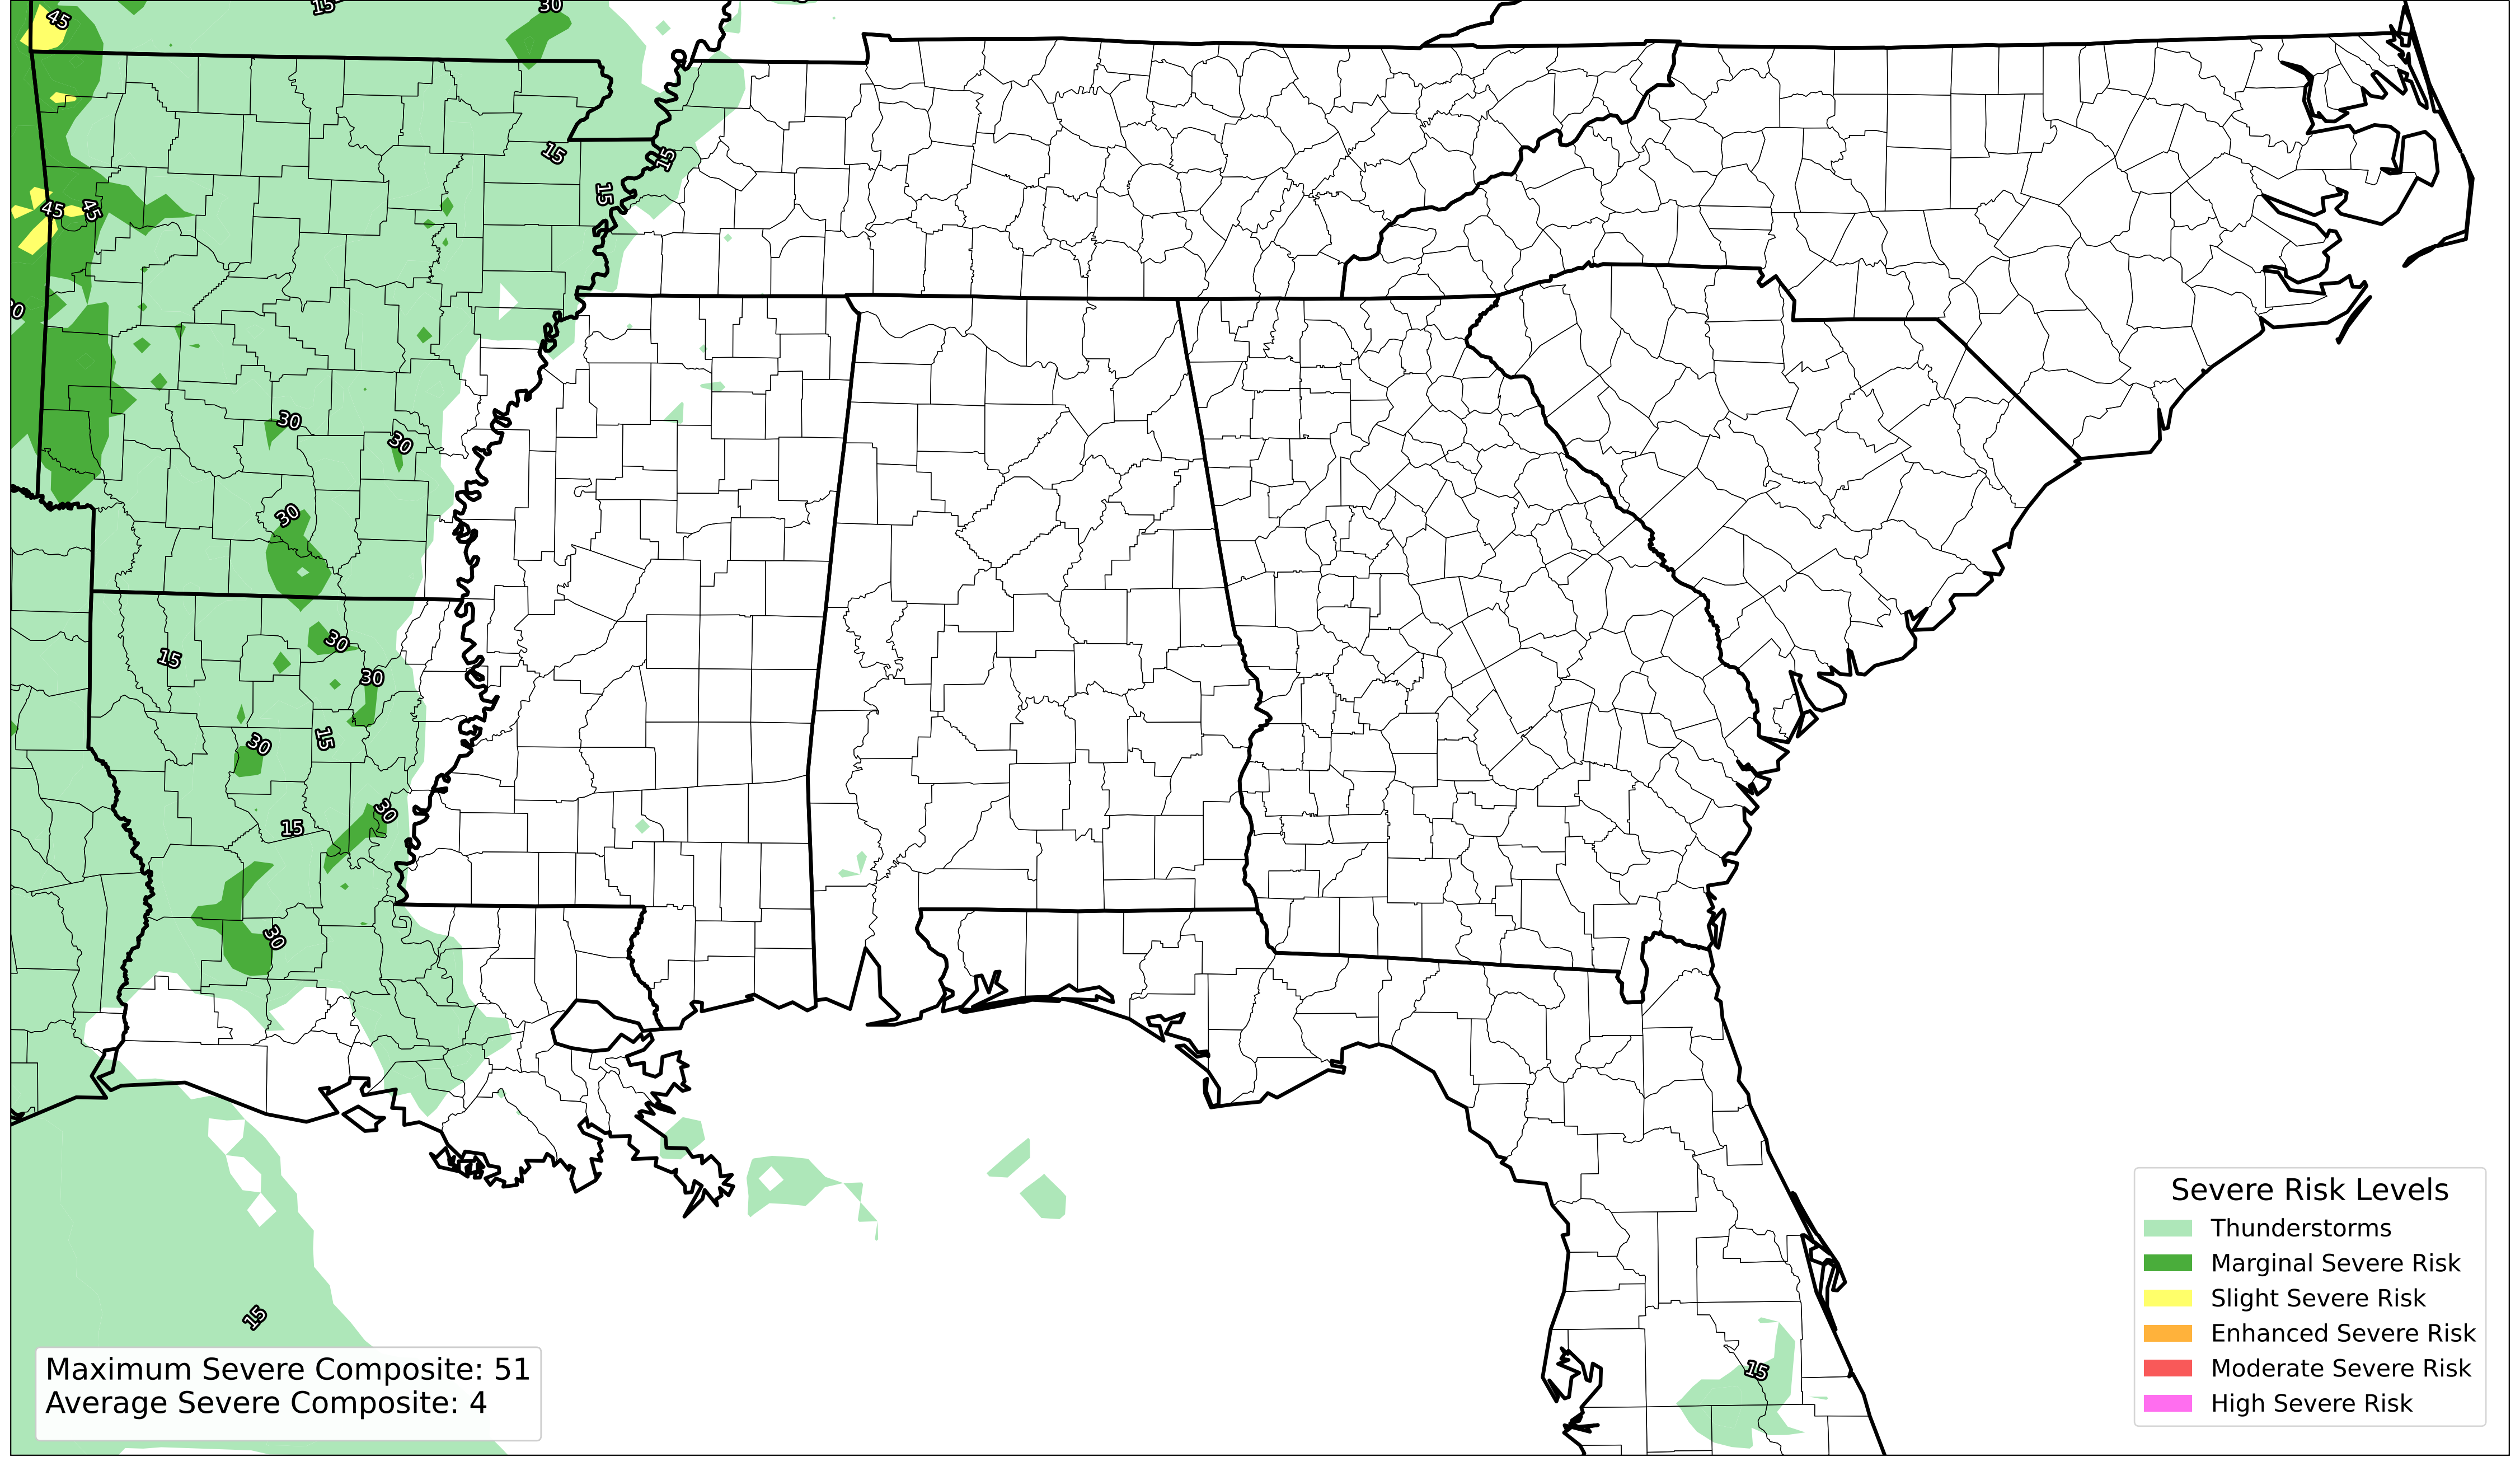 45
15
30
15
15
15
45
45
30
30
30
30
15
30
30
15
30
15
30
15
15
Severe Risk Levels
Thunderstorms
Marginal Severe Risk
Slight Severe Risk
Enhanced Severe Risk
Moderate Severe Risk
High Severe Risk
Maximum Severe Composite: 51
Average Severe Composite: 4